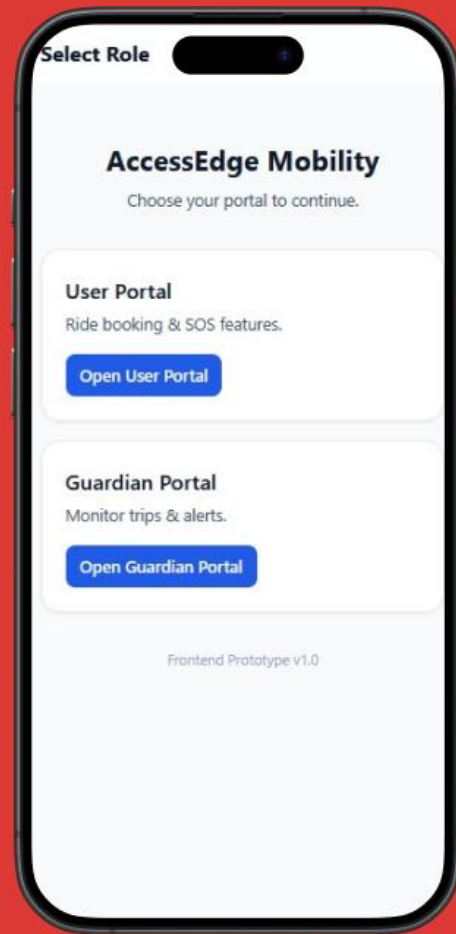 Select Role
AccessEdge Mobility
Choose your portal to continue.
User Portal
Ride booking & SOS features.
Open User Portal
Guardian Portal
Monitor trips & alerts.
Open Guardian Portal
Frontend Prototype v1.0